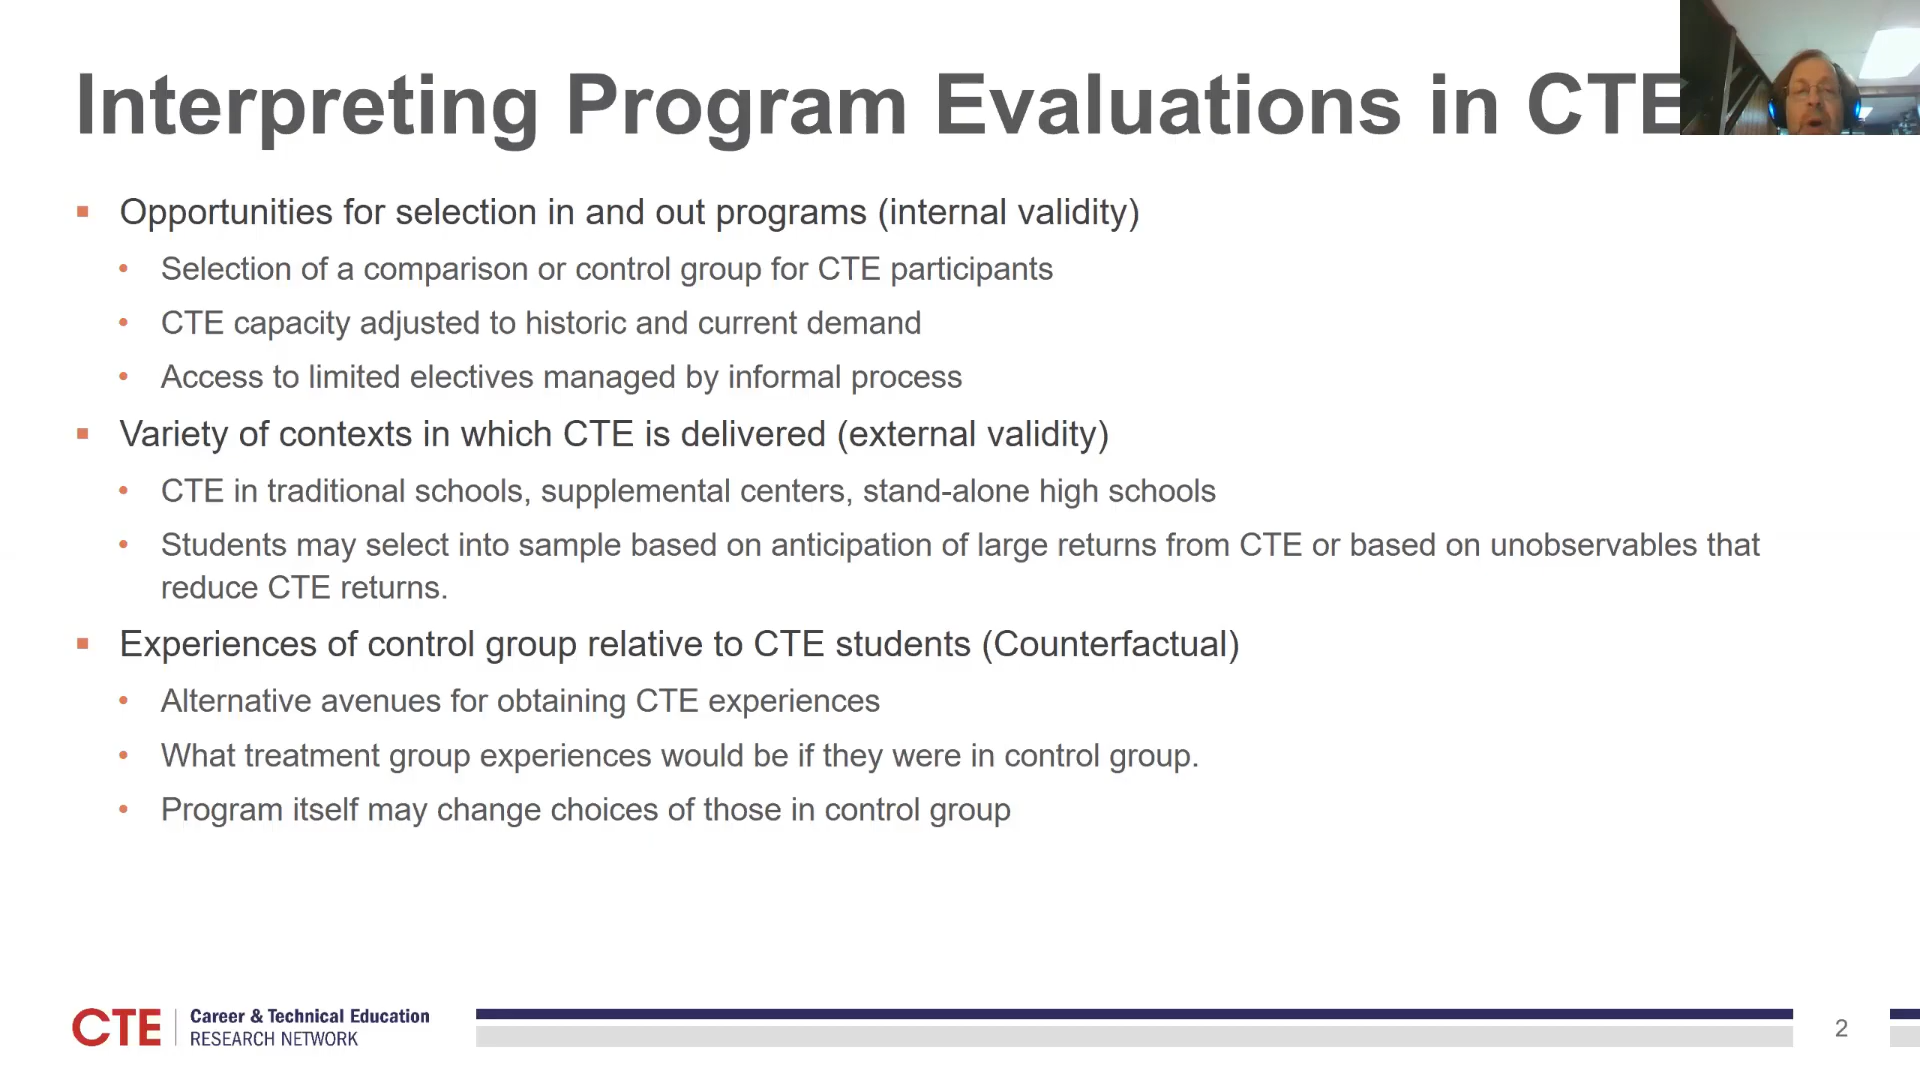 Interpreting Program Evaluations in CTE
Opportunities for selection in and out programs (internal validity)
Selection of a comparison or control group for CTE participants
CTE capacity adjusted to historic and current demand
Access to limited electives managed by informal process
Variety of contexts in which CTE is delivered (external validity)
CTE in traditional schools, supplemental centers, stand-alone high schools
Students may select into sample based on anticipation of large returns from CTE or based on unobservables that
reduce CTE returns.
Experiences of control group relative to CTE students (Counterfactual)
Alternative avenues for obtaining CTE experiences
What treatment group experiences would be if they were in control group.
Program itself may change choices of those in control group
CTE
Career & Technical Education
RESEARCH NETWORK
2